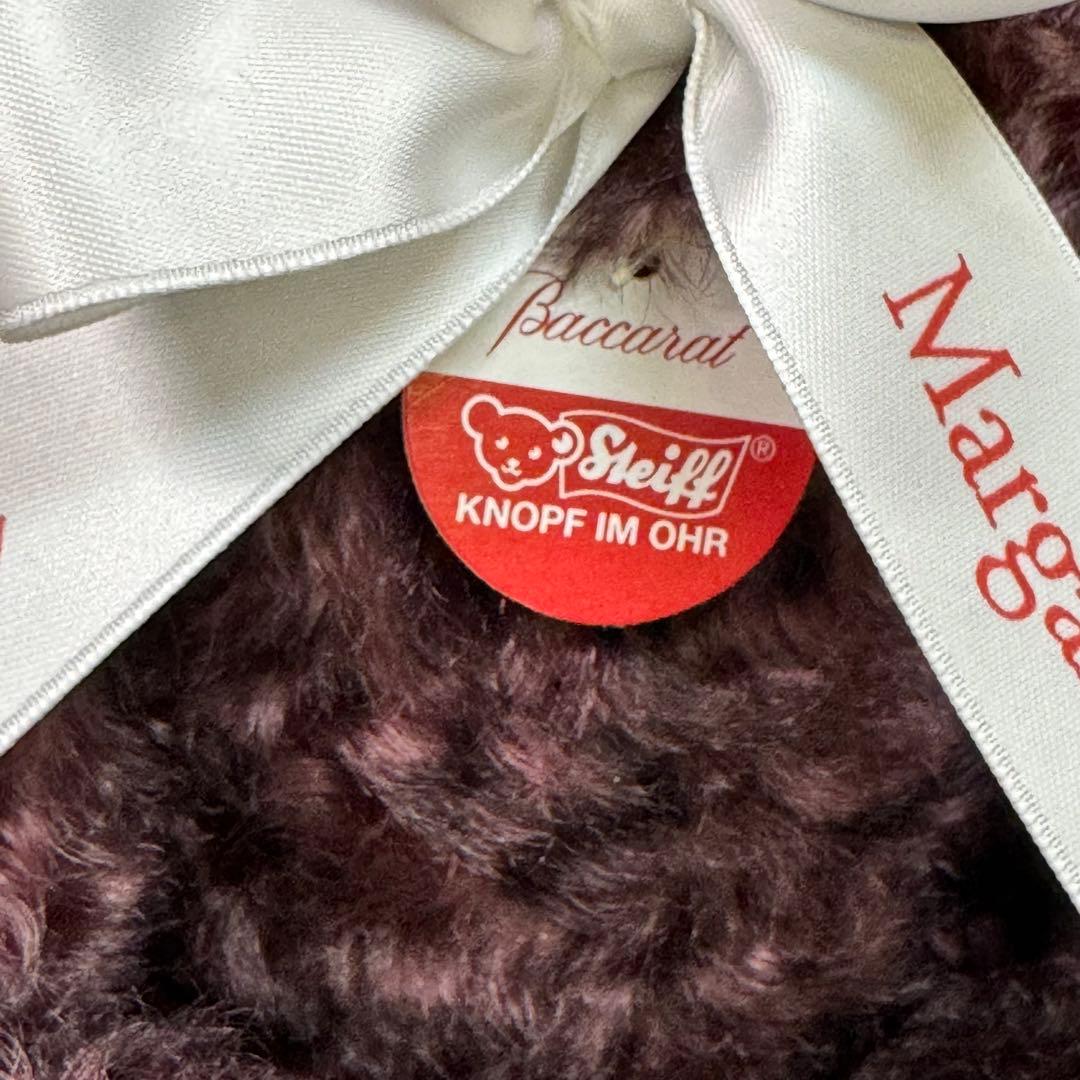 Baccarat
Steiff®
KNOPF IM OHR
Marga